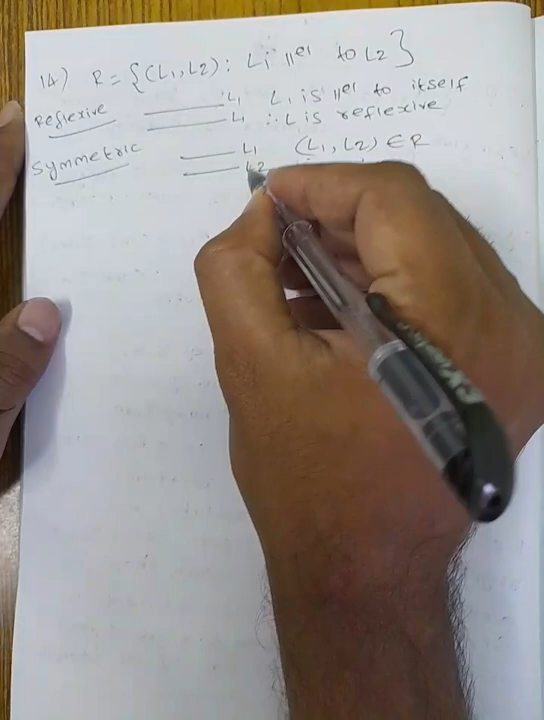 14) R = {(L1, L2) : L1 || el to L2}
Reflexive L1 L1 is || el to itself
L1 ∴ L is reflexive
Symmetric L1 (L1, L2) ∈ R
L2